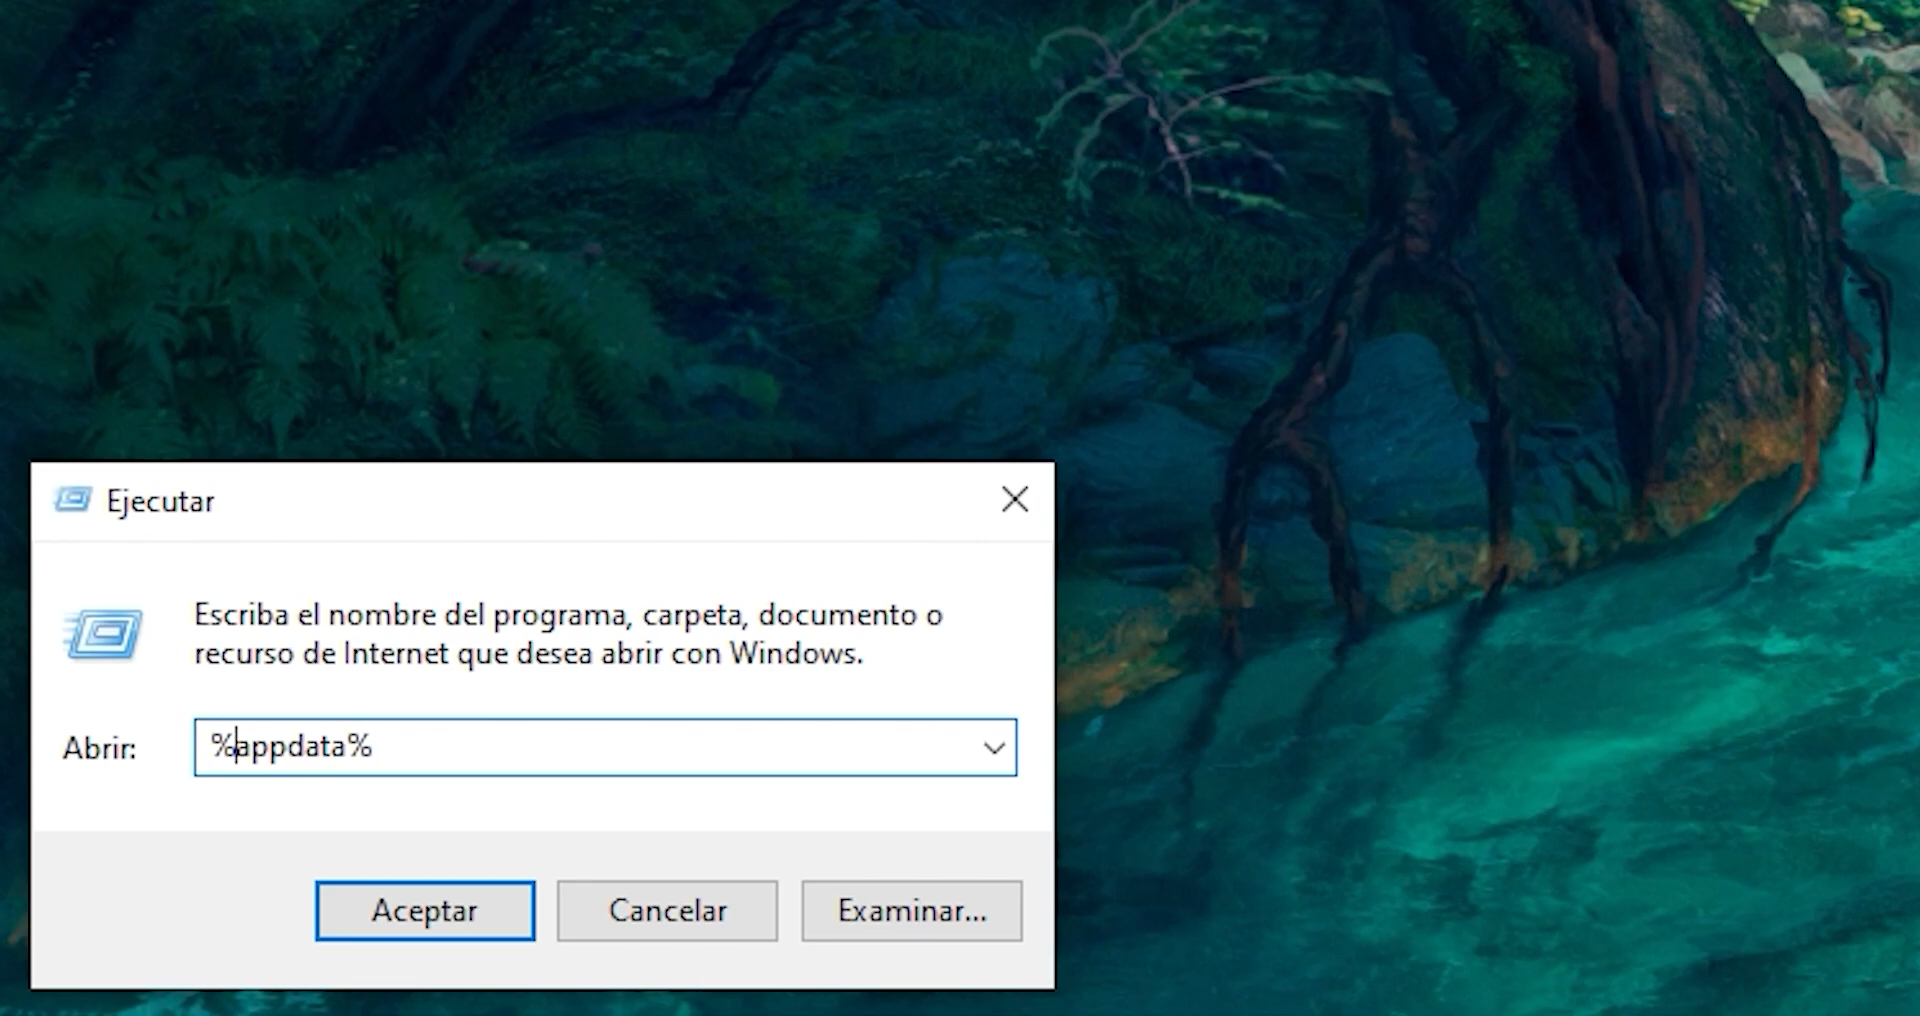 Ejecutar
Escriba el nombre del programa, carpeta, documento o
recurso de Internet que desea abrir con Windows.
Abrir: %appdata%
Aceptar Cancelar Examinar...